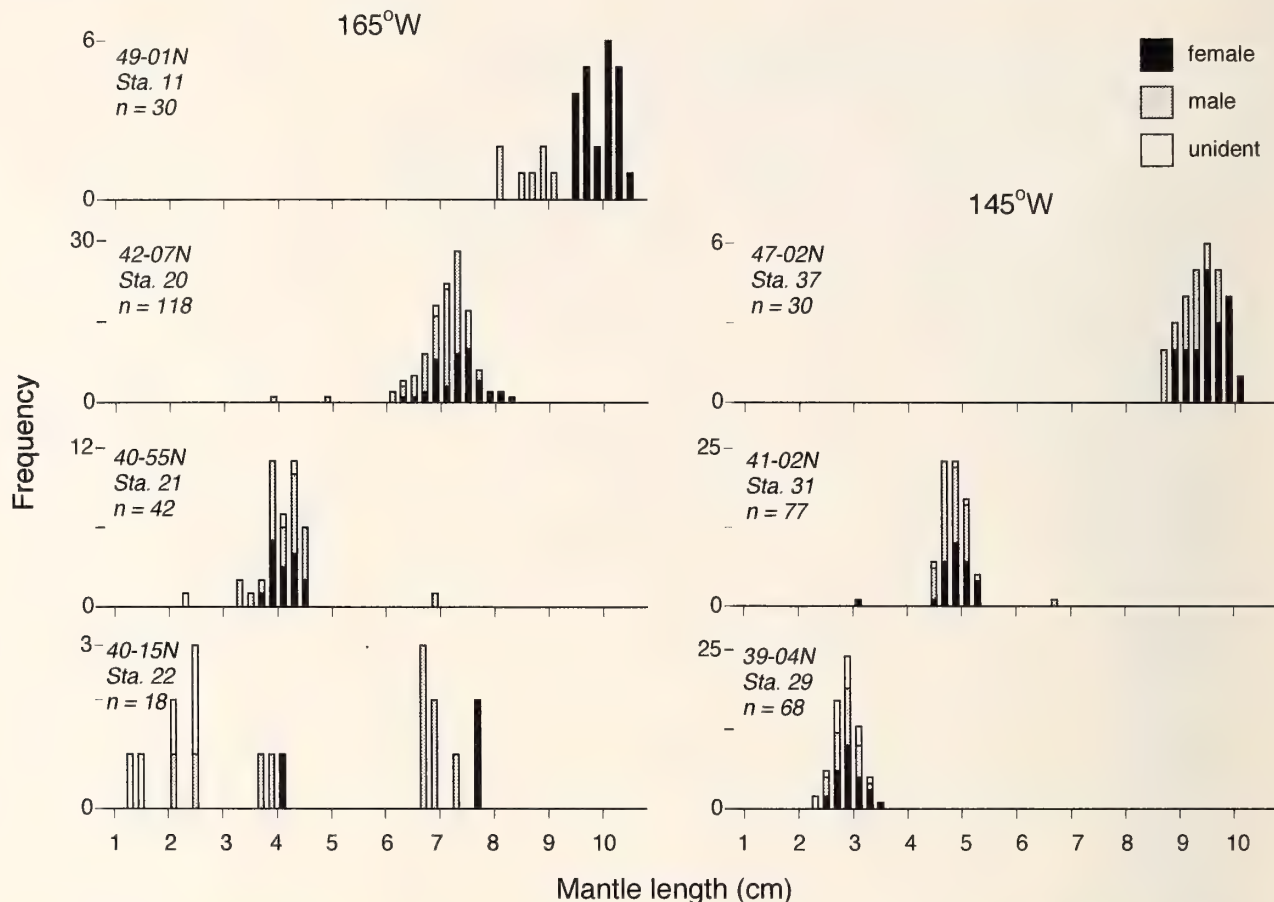 165°W
6
49-01N
Sta. 11
n = 30
0
female
male
unident
145°W
30
42-07N
Sta. 20
n = 118
0
6
47-02N
Sta. 37
n = 30
0
12
40-55N
Sta. 21
n = 42
0
25
41-02N
Sta. 31
n = 77
0
3
40-15N
Sta. 22
n = 18
0
25
39-04N
Sta. 29
n = 68
0
1 2 3 4 5 6 7 8 9 10
1 2 3 4 5 6 7 8 9 10
Frequency
Mantle length (cm)